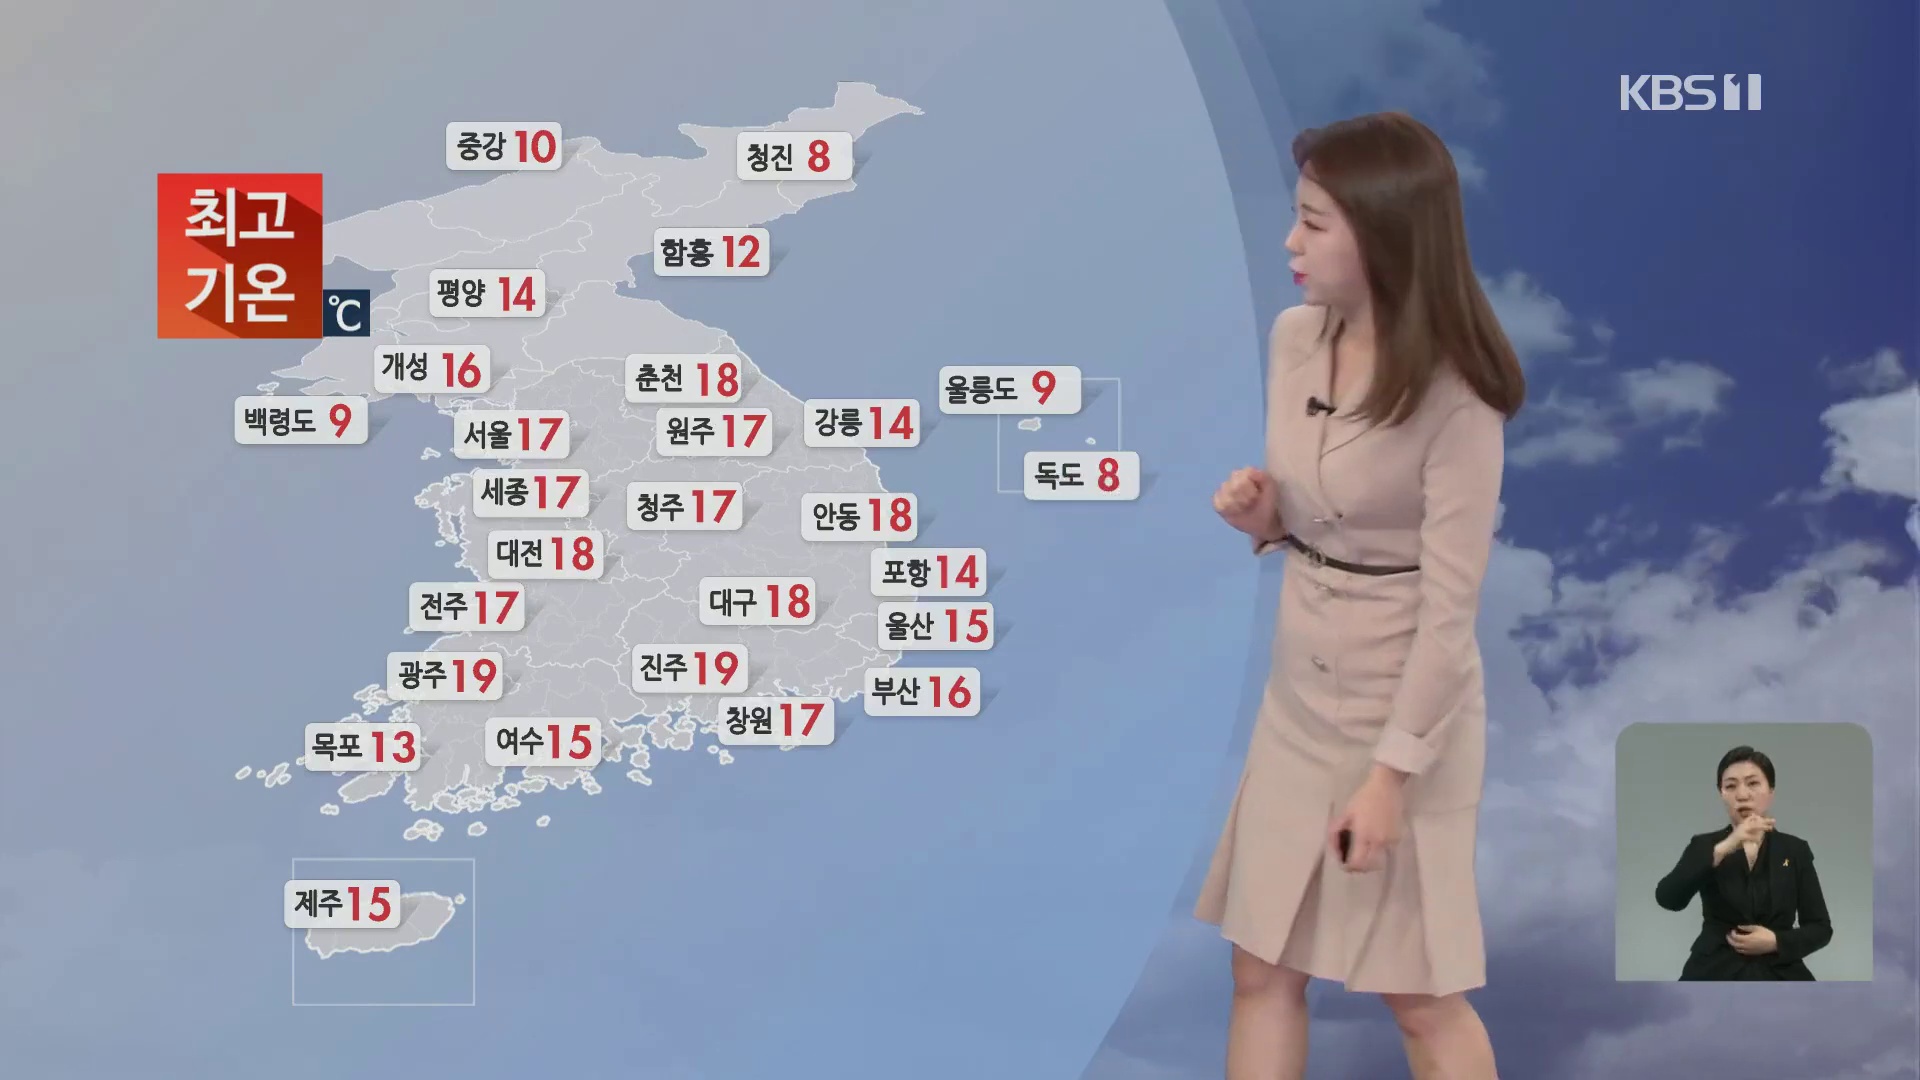 KBS 1
최고
기온
℃
중강 10
청진 8
함흥 12
평양 14
개성 16
백령도 9
서울 17
춘천 18
원주 17
강릉 14
울릉도 9
독도 8
세종 17
청주 17
안동 18
대전 18
포항 14
전주 17
대구 18
울산 15
광주 19
진주 19
부산 16
목포 13
여수 15
창원 17
제주 15